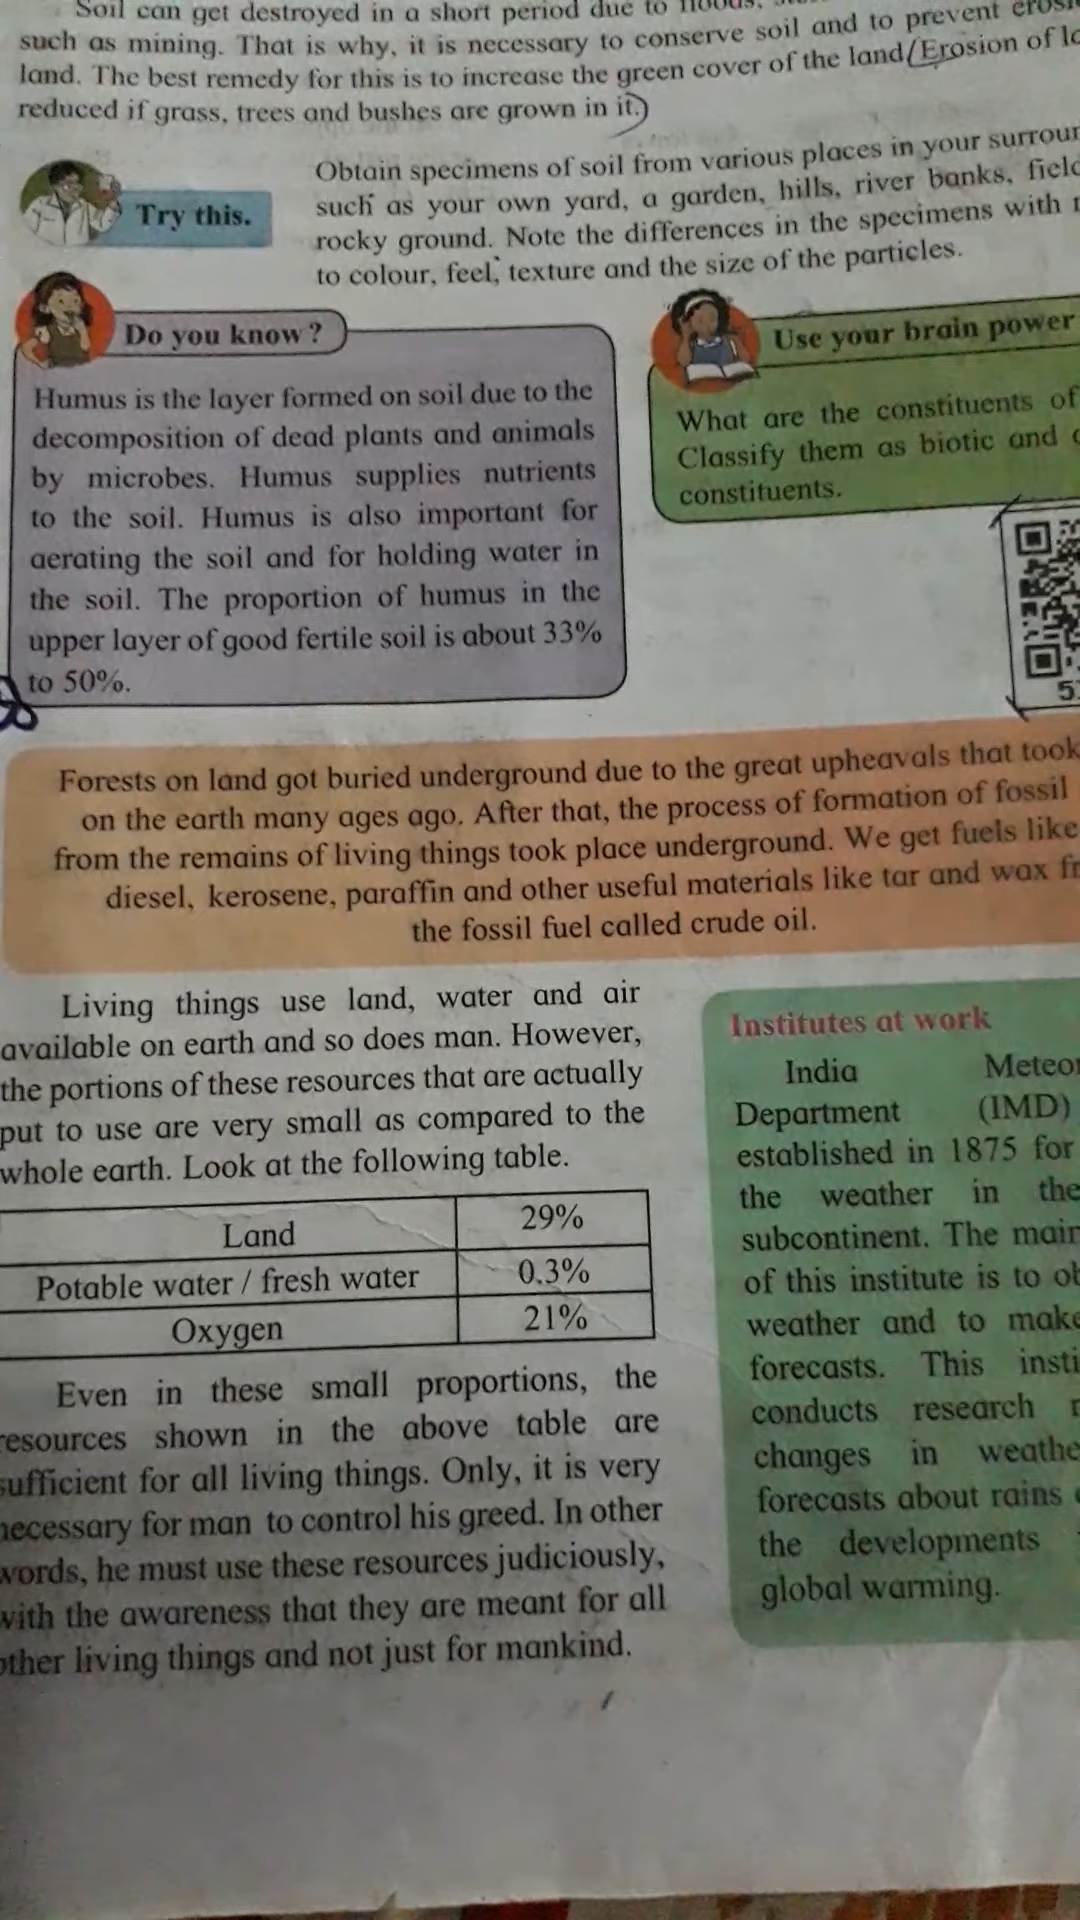 Soil can get destroyed in a short period due to floods,
such as mining. That is why, it is necessary to conserve soil and to prevent
land. The best remedy for this is to increase the green cover of the land (Erosion of
reduced if grass, trees and bushes are grown in it.)
Try this.
Obtain specimens of soil from various places in your
such as your own yard, a garden, hills, river banks,
rocky ground. Note the differences in the specimens with
to colour, feel, texture and the size of the particles.
Do you know ?
Humus is the layer formed on soil due to the
decomposition of dead plants and animals
by microbes. Humus supplies nutrients
to the soil. Humus is also important for
aerating the soil and for holding water in
the soil. The proportion of humus in the
upper layer of good fertile soil is about 33%
to 50%.
Use your brain power
What are the constituents of
Classify them as biotic and
constituents.
Forests on land got buried underground due to the great upheavals that took
on the earth many ages ago. After that, the process of formation of fossil
from the remains of living things took place underground. We get fuels like
diesel, kerosene, paraffin and other useful materials like tar and wax
the fossil fuel called crude oil.
Living things use land, water and air
available on earth and so does man. However,
the portions of these resources that are actually
put to use are very small as compared to the
whole earth. Look at the following table.
Land 29%
Potable water / fresh water 0.3%
Oxygen 21%
Even in these small proportions, the
resources shown in the above table are
sufficient for all living things. Only, it is very
necessary for man to control his greed. In other
words, he must use these resources judiciously,
with the awareness that they are meant for all
other living things and not just for mankind.
Institutes at work
India
Department (IMD)
established in 1875 for
the weather in the
subcontinent. The main
of this institute is to
weather and to make
forecasts. This
conducts research
changes in
forecasts about rains
the developments
global warming.